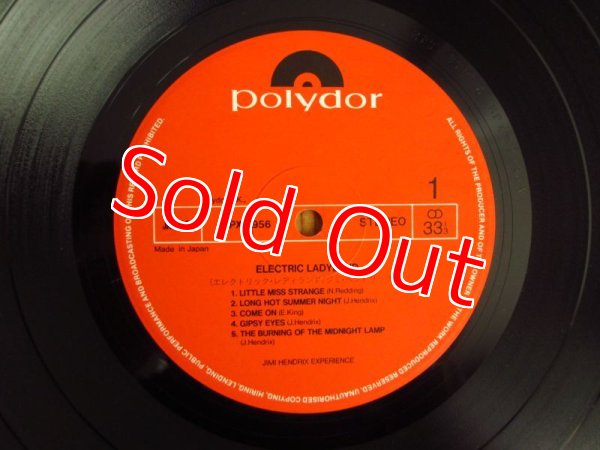 polydor
1
STEREO
33 1/3
Made in Japan
ELECTRIC LADYLAND
1. LITTLE MISS STRANGE (N.Redding)
2. LONG HOT SUMMER NIGHT (J.Hendrix)
3. COME ON (E.King)
4. GIPSY EYES (J.Hendrix)
5. THE BURNING OF THE MIDNIGHT LAMP
(J.Hendrix)
JIMI HENDRIX EXPERIENCE
ALL RIGHTS OF THE PRODUCER AND OF THE OWNER THE WORK REPRODUCED RESERVED. UNAUTHORISED COPYING, HIRING, LENDING, PUBLIC PERFORMANCE AND BROADCASTING OF THIS RECORD PROHIBITED.
Sold Out